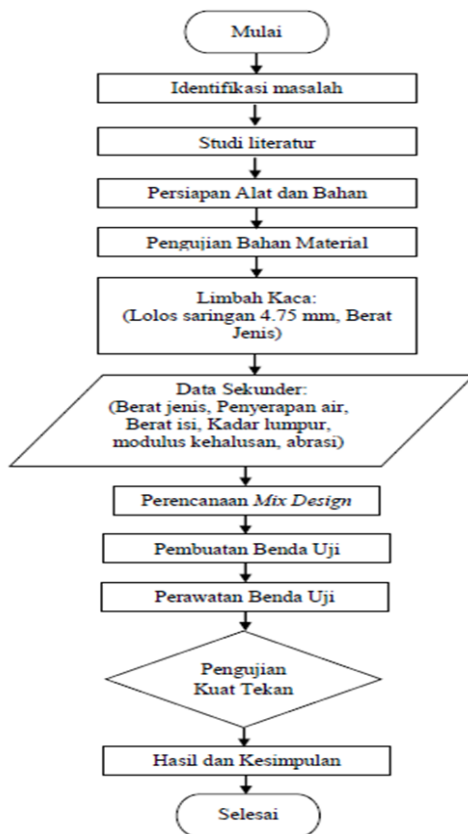 Mulai
Identifikasi masalah
Studi literatur
Persiapan Alat dan Bahan
Pengujian Bahan Material
Limbah Kaca:
(Lolos saringan 4.75 mm, Berat
Jenis)
Data Sekunder:
(Berat jenis, Penyerapan air,
Berat isi, Kadar lumpur,
modulus kehalusan, abrasi)
Perencanaan Mix Design
Pembuatan Benda Uji
Perawatan Benda Uji
Pengujian
Kuat Tekan
Hasil dan Kesimpulan
Selesai